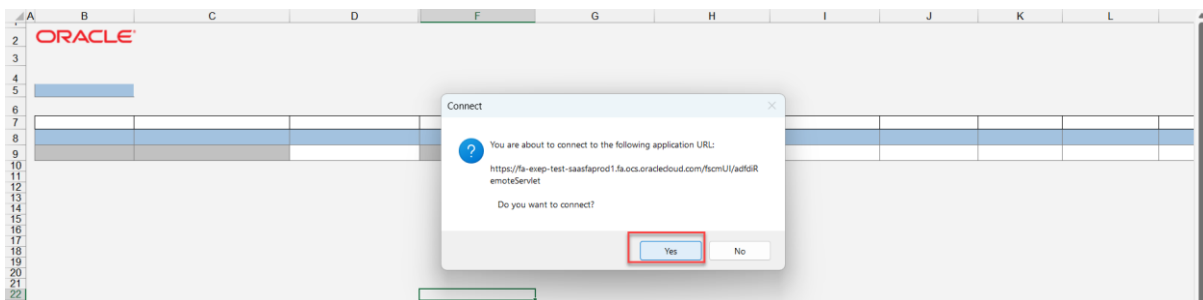 A B C D F G H I J K L
2 ORACLE
3
4
5
6
7
8
9
10
11
12
13
14
15
16
17
18
19
20
21
22
Connect
You are about to connect to the following application URL:
https://fa-exep-test-saasfaprod1.fa.ocs.oraclecloud.com/fscmUI/adfdiR
emoteServlet
Do you want to connect?
Yes No